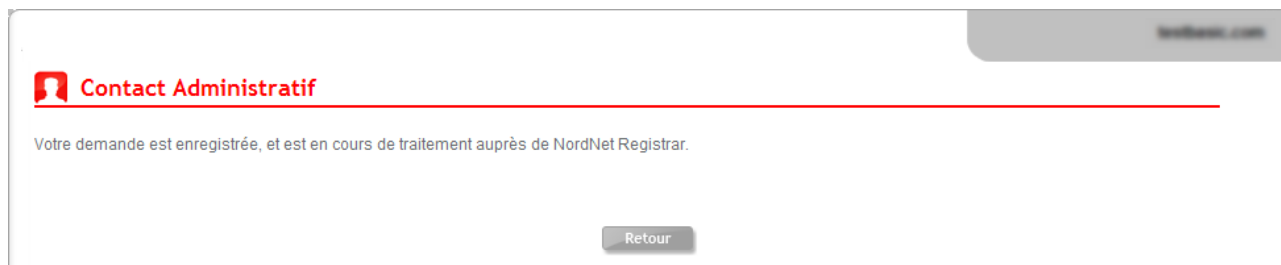 Contact Administratif
Votre demande est enregistrée, et est en cours de traitement auprès de NordNet Registrar.
Retour